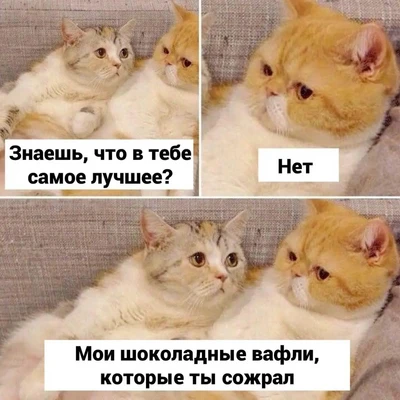 Знаешь, что в тебе
самое лучшее?
Нет
Мои шоколадные вафли,
которые ты сожрал